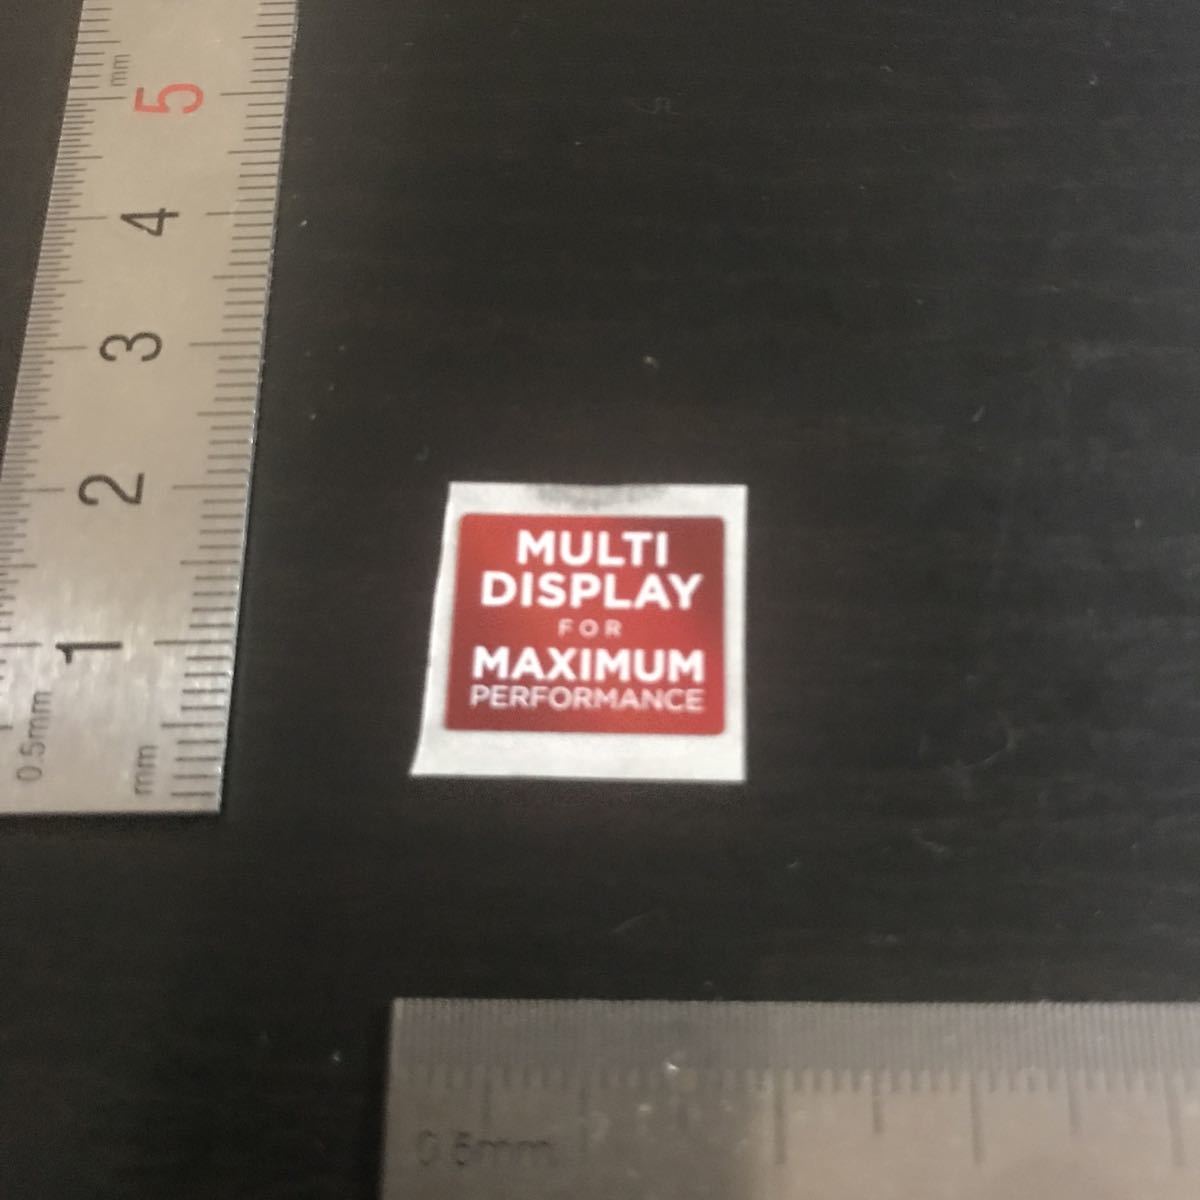 mm
5
4
3
2
1
0.5mm
mm
MULTI
DISPLAY
FOR
MAXIMUM
PERFORMANCE
0.5mm